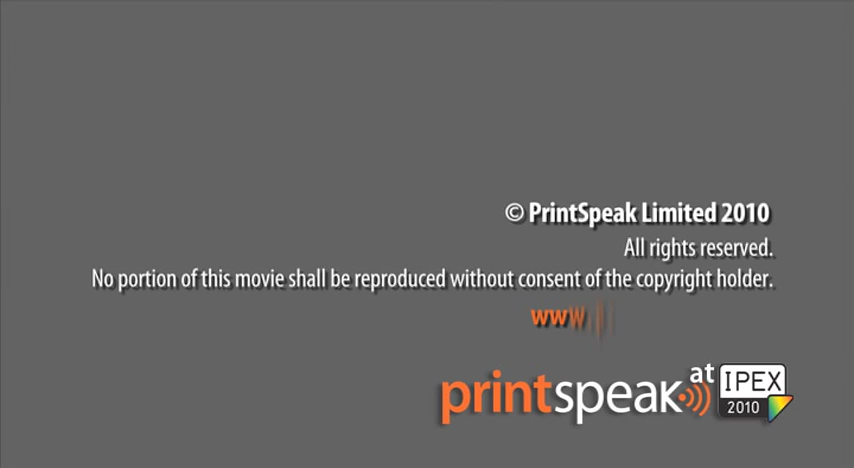 © PrintSpeak Limited 2010
All rights reserved.
No portion of this movie shall be reproduced without consent of the copyright holder.
www.
printspeak at IPEX
2010